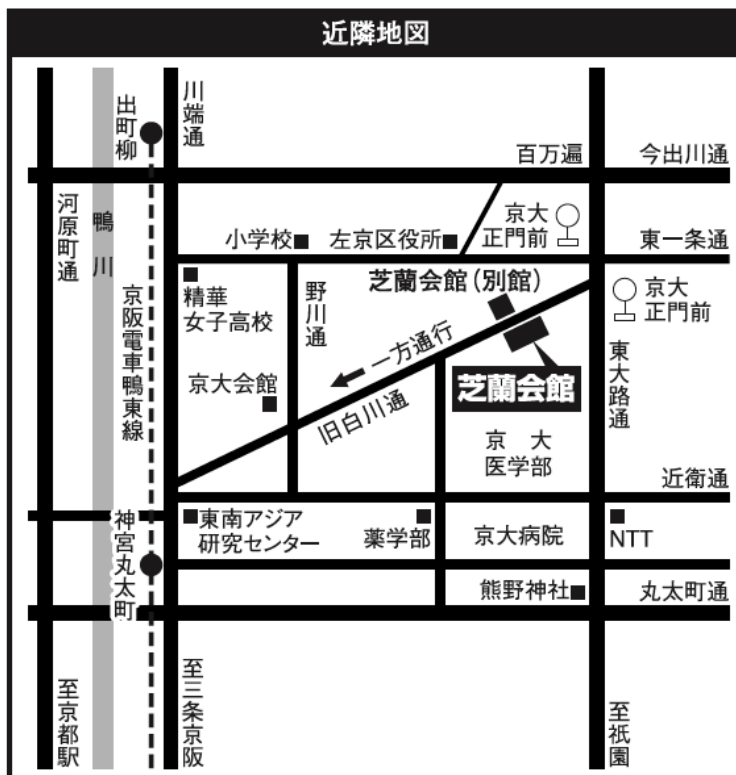 近隣地図
出町柳
川端通
百万遍
今出川通
河原町通
鴨川
小学校
左京区役所
京大
正門前
東一条通
精華
女子高校
野川通
芝蘭会館(別館)
京大
正門前
京阪電車鴨東線
一方通行
京大会館
旧白川通
芝蘭会館
東大路通
京大
医学部
近衛通
神宮丸太町
東南アジア
研究センター
薬学部
京大病院
NTT
熊野神社
丸太町通
至京都駅
至三条京阪
至祇園